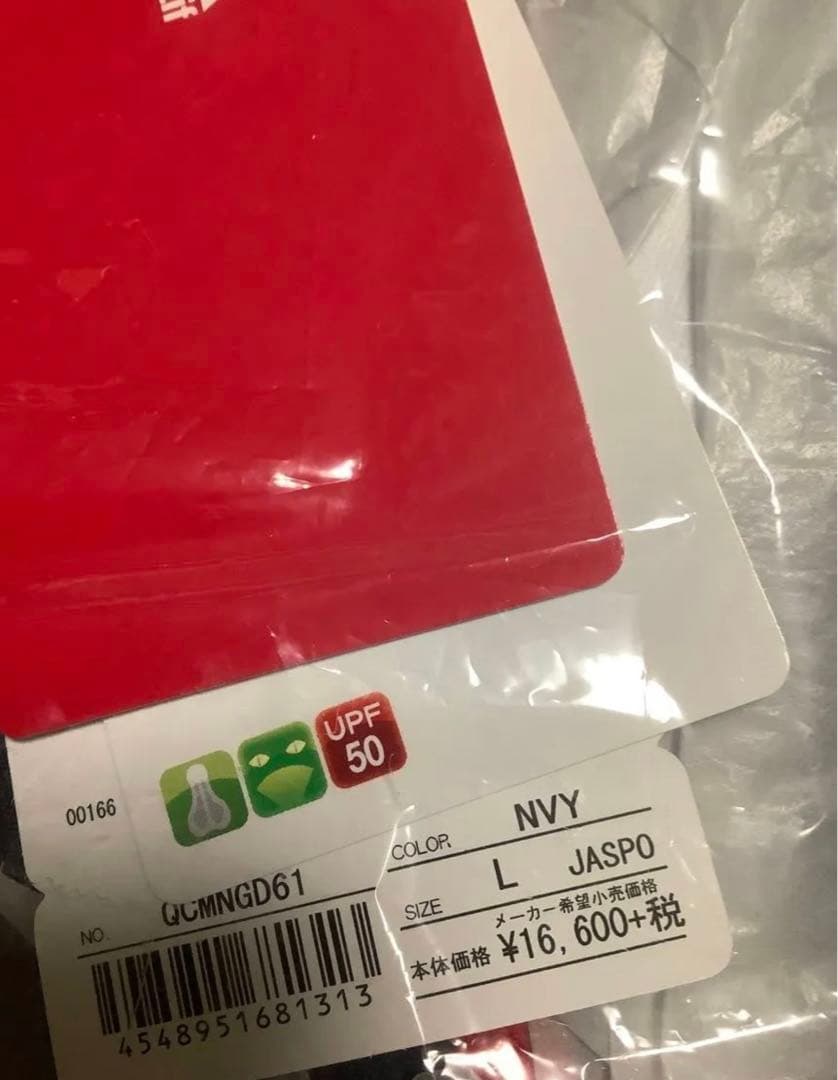 UPF
50
00166
COLOR NVY
SIZE L JASPO
メーカー希望小売価格
本体価格 ¥16,600+税
NO. QCMNGD61
4548951681313